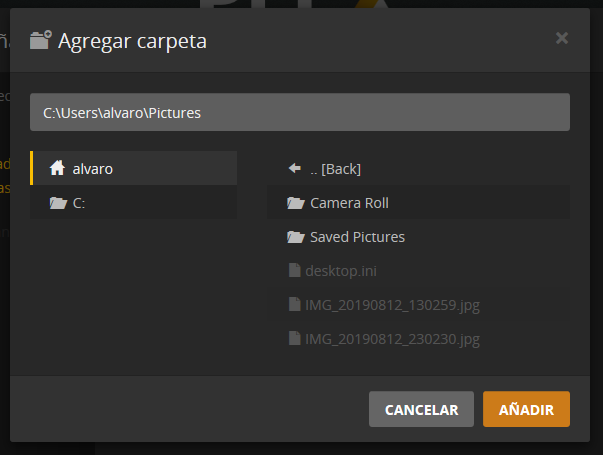 Agregar carpeta
C:\Users\alvaro\Pictures
alvaro
C:
.. [Back]
Camera Roll
Saved Pictures
desktop.ini
IMG_20190812_130259.jpg
IMG_20190812_230230.jpg
CANCELAR
AÑADIR